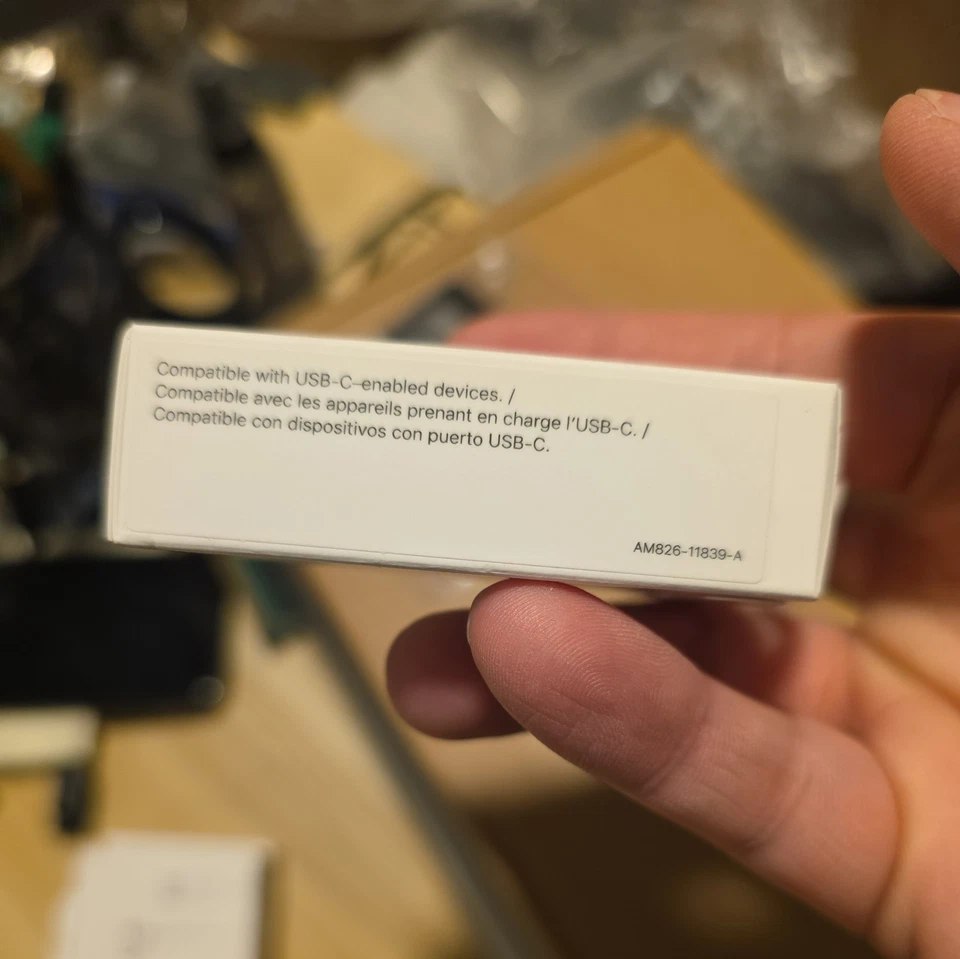 Compatible with USB-C–enabled devices. /
Compatible avec les appareils prenant en charge l’USB-C. /
Compatible con dispositivos con puerto USB-C.
AM826-11839-A